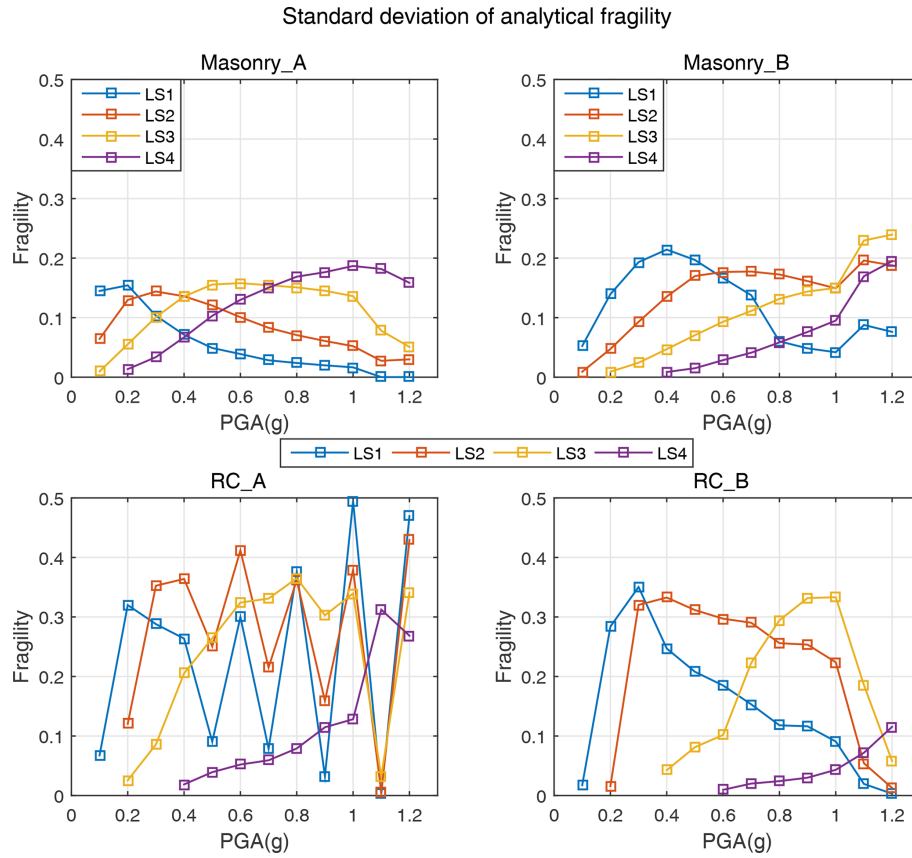 Standard deviation of analytical fragility
Masonry_A
0.5
0.4
0.3
0.2
0.1
0
Fragility
LS1
LS2
LS3
LS4
0 0.2 0.4 0.6 0.8 1 1.2
PGA(g)
Masonry_B
0.5
0.4
0.3
0.2
0.1
0
Fragility
LS1
LS2
LS3
LS4
0 0.2 0.4 0.6 0.8 1 1.2
PGA(g)
LS1 LS2 LS3 LS4
RC_A
0.5
0.4
0.3
0.2
0.1
0
Fragility
0 0.2 0.4 0.6 0.8 1 1.2
PGA(g)
RC_B
0.5
0.4
0.3
0.2
0.1
0
Fragility
0 0.2 0.4 0.6 0.8 1 1.2
PGA(g)